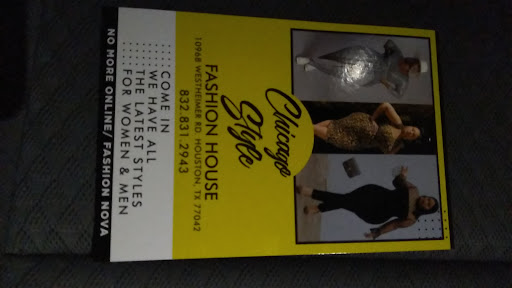 Chicago
Style
FASHION HOUSE
10968 WESTHEIMER RD. HOUSTON, TX 77042
832.831.2943
COME IN
WE HAVE ALL
THE LATEST STYLES
FOR WOMEN & MEN
NO MORE ONLINE/ FASHION NOVA